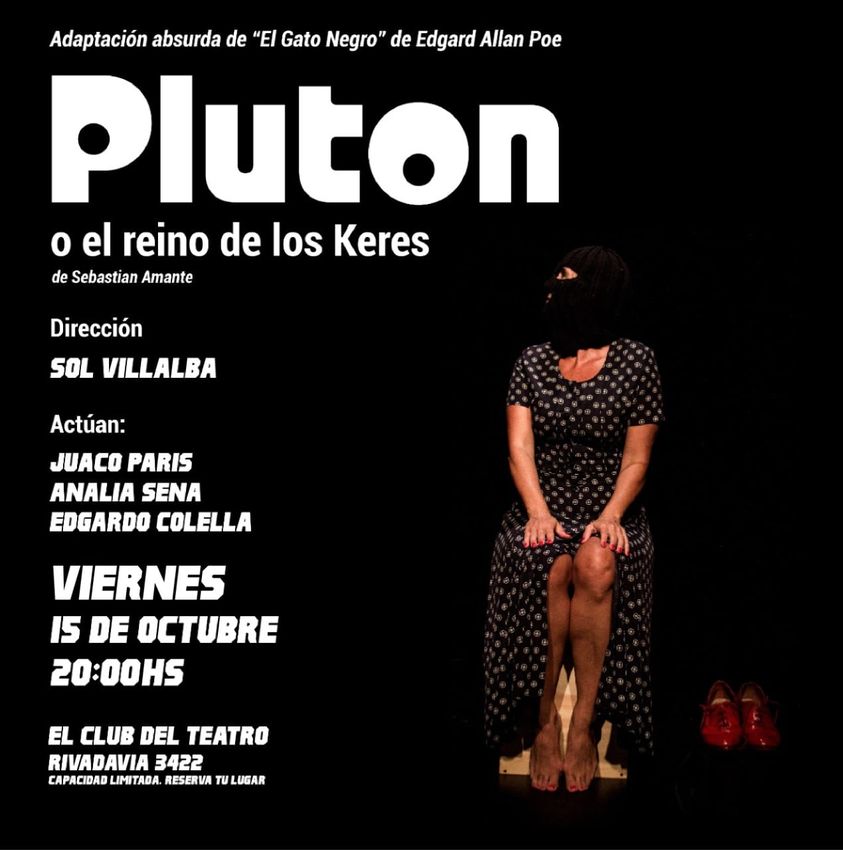 Adaptación absurda de “El Gato Negro” de Edgard Allan Poe
Pluton
o el reino de los Keres
de Sebastian Amante
Dirección
SOL VILLALBA
Actúan:
JUACO PARIS
ANALIA SENA
EDGARDO COLELLA
VIERNES
15 DE OCTUBRE
20:00HS
EL CLUB DEL TEATRO
RIVADAVIA 3422
CAPACIDAD LIMITADA. RESERVA TU LUGAR